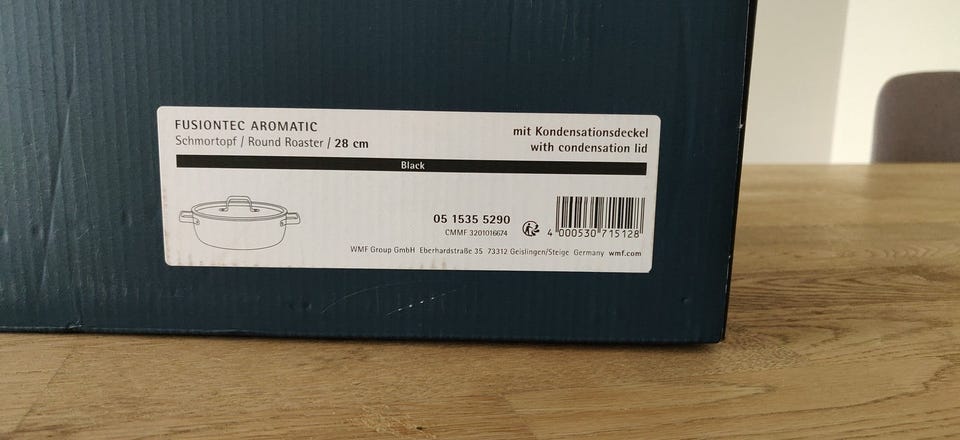 FUSIONTEC AROMATIC
Schmortopf / Round Roaster / 28 cm
mit Kondensationsdeckel
with condensation lid
Black
05 1535 5290
CMMF 3201016674
4 000530 715128
WMF Group GmbH Eberhardstraße 35 73312 Geislingen/Steige Germany wmf.com